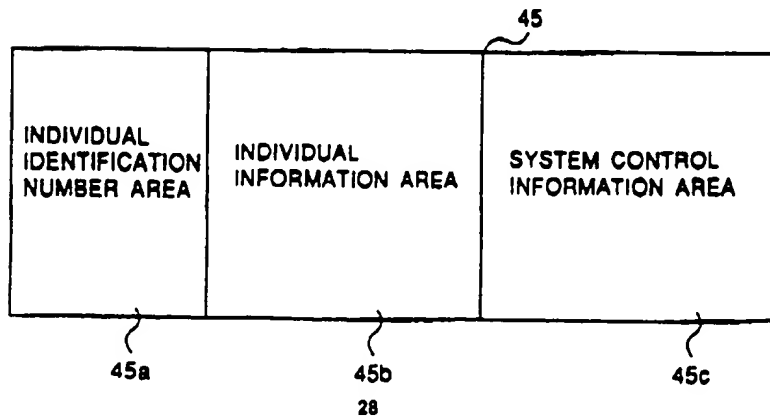 45
INDIVIDUAL
IDENTIFICATION
NUMBER AREA
INDIVIDUAL
INFORMATION AREA
SYSTEM CONTROL
INFORMATION AREA
45a
45b
45c
28